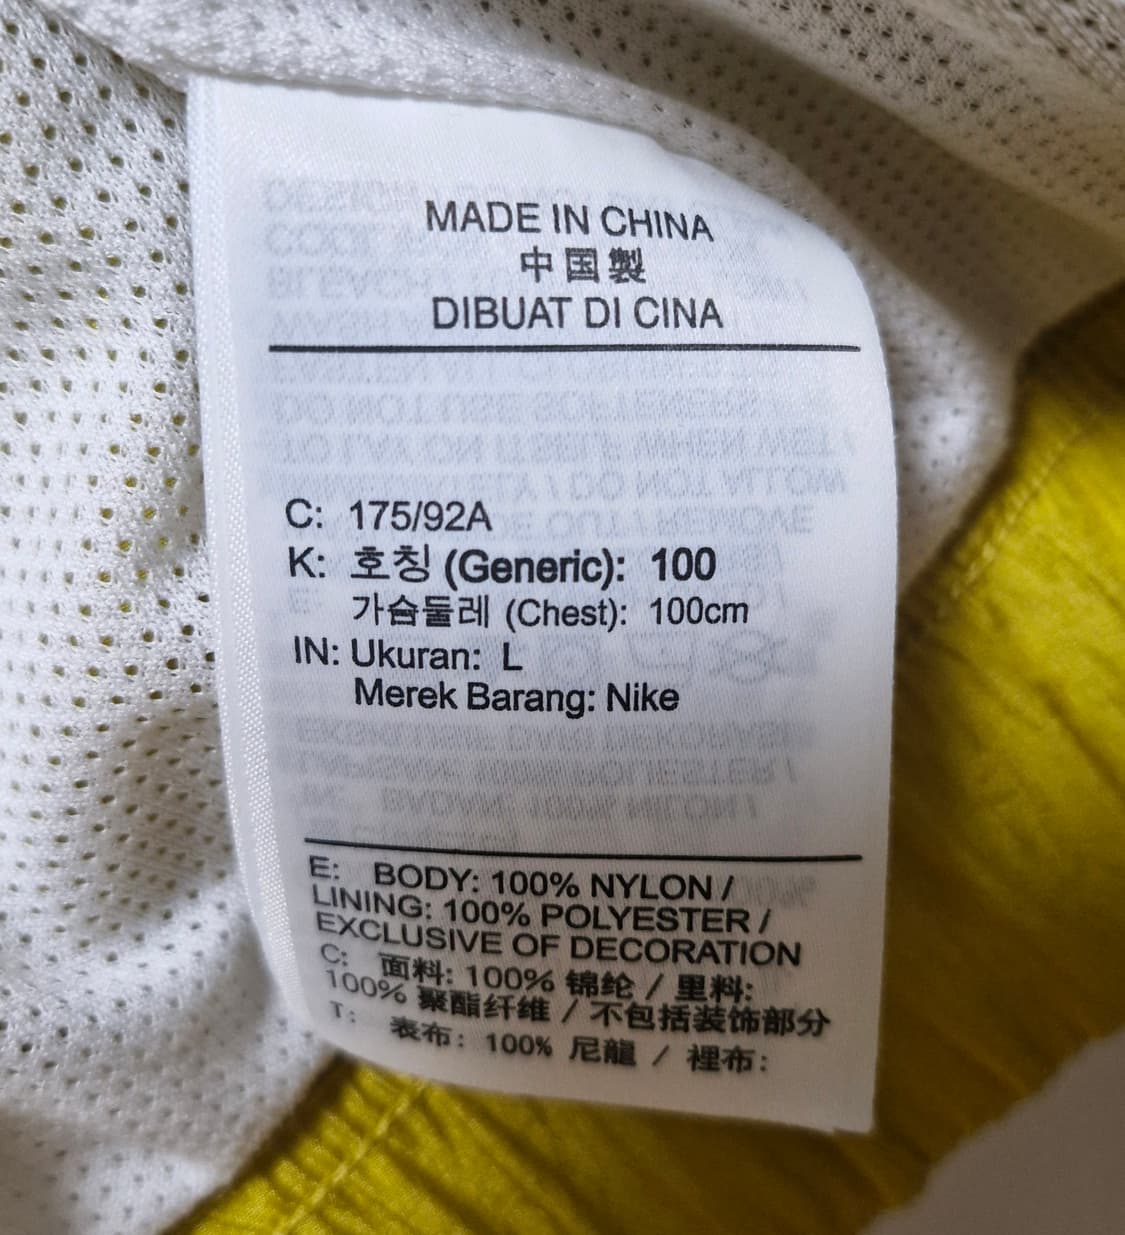 MADE IN CHINA
中国製
DIBUAT DI CINA
C: 175/92A
K: 호칭 (Generic): 100
가슴둘레 (Chest): 100cm
IN: Ukuran: L
Merek Barang: Nike
E: BODY: 100% NYLON /
LINING: 100% POLYESTER /
EXCLUSIVE OF DECORATION
C: 面料: 100% 锦纶 / 里料:
100% 聚酯纤维 / 不包括装饰部分
T: 表布: 100% 尼龍 / 裡布: